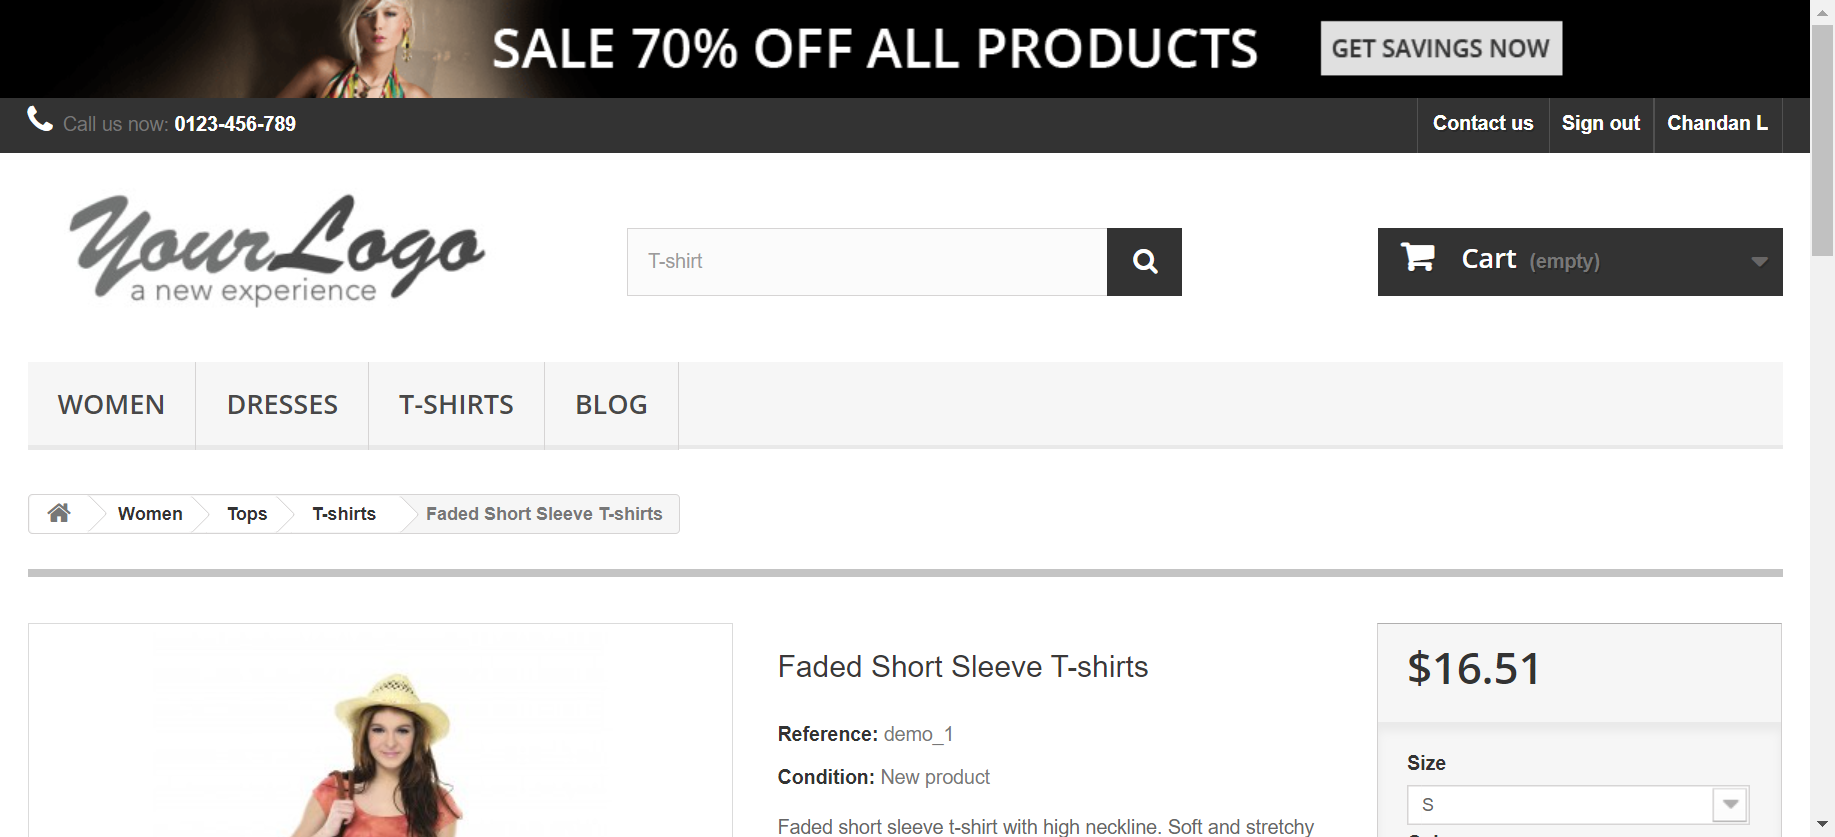 SALE 70% OFF ALL PRODUCTS
GET SAVINGS NOW
Call us now: 0123-456-789
Contact us
Sign out
Chandan L
YourLogo
a new experience
T-shirt
Cart (empty)
WOMEN
DRESSES
T-SHIRTS
BLOG
Women
Tops
T-shirts
Faded Short Sleeve T-shirts
Faded Short Sleeve T-shirts
$16.51
Reference: demo_1
Condition: New product
Size
S
Faded short sleeve t-shirt with high neckline. Soft and stretchy